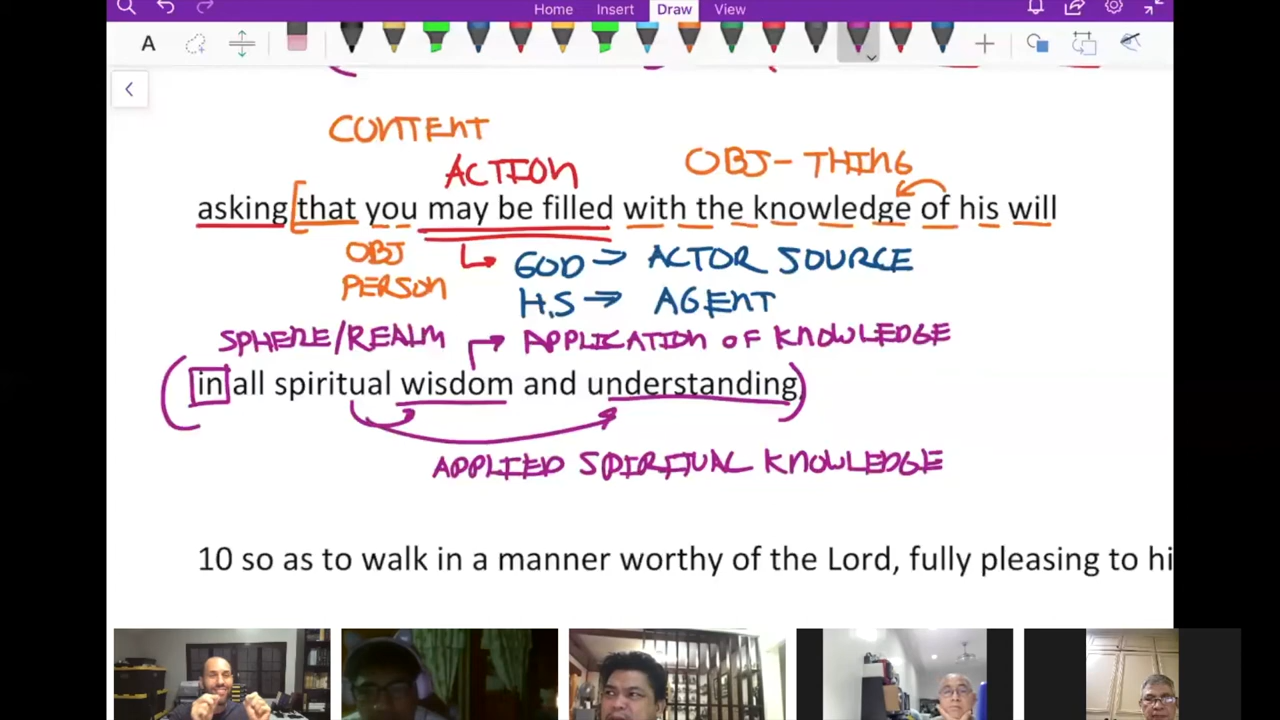 Home Insert Draw View
A
CONTENT
ACTION OBJ-THING
asking [that you may be filled with the knowledge of his will
OBJ PERSON
GOD => ACTOR SOURCE
H.S → AGENT
SPHERE/REALM → APPLICATION OF KNOWLEDGE
(in all spiritual wisdom and understanding,)
APPLIED SPIRITUAL KNOWLEDGE
10 so as to walk in a manner worthy of the Lord, fully pleasing to hi